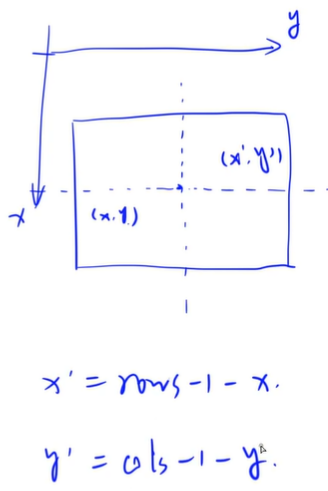 y
(x', y')
x
(x, y)
x' = rows - 1 - x.
y' = cols - 1 - y.